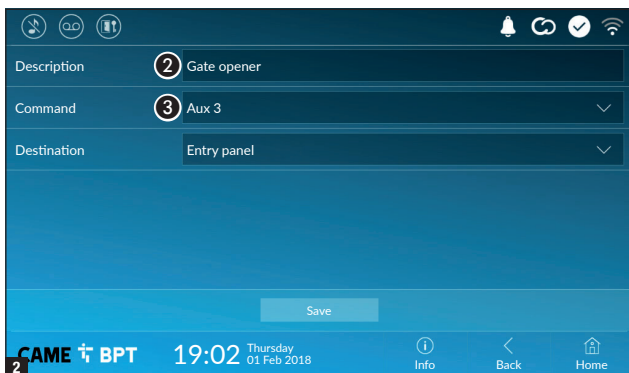 Description 2 Gate opener
Command 3 Aux 3
Destination Entry panel
Save
CAME BPT 19:02 Thursday
01 Feb 2018
Info Back Home
2